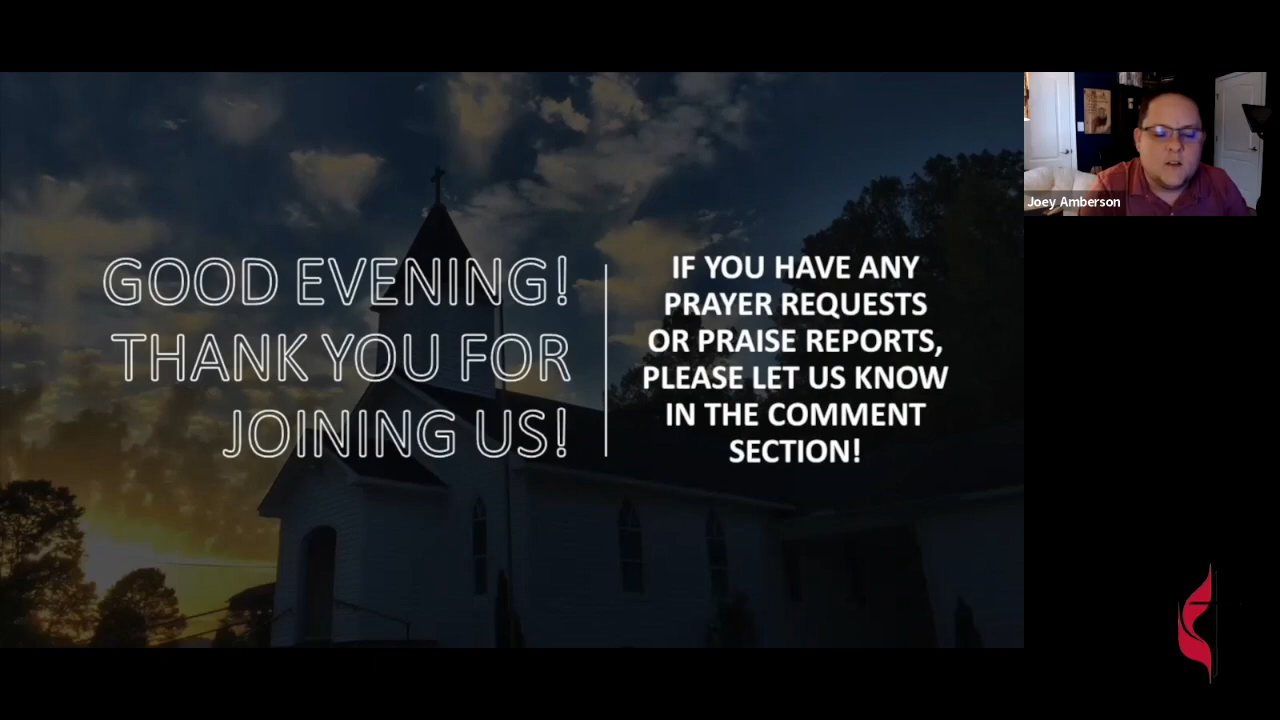 GOOD EVENING!
THANK YOU FOR
JOINING US!
IF YOU HAVE ANY
PRAYER REQUESTS
OR PRAISE REPORTS,
PLEASE LET US KNOW
IN THE COMMENT
SECTION!
Joey Amberson